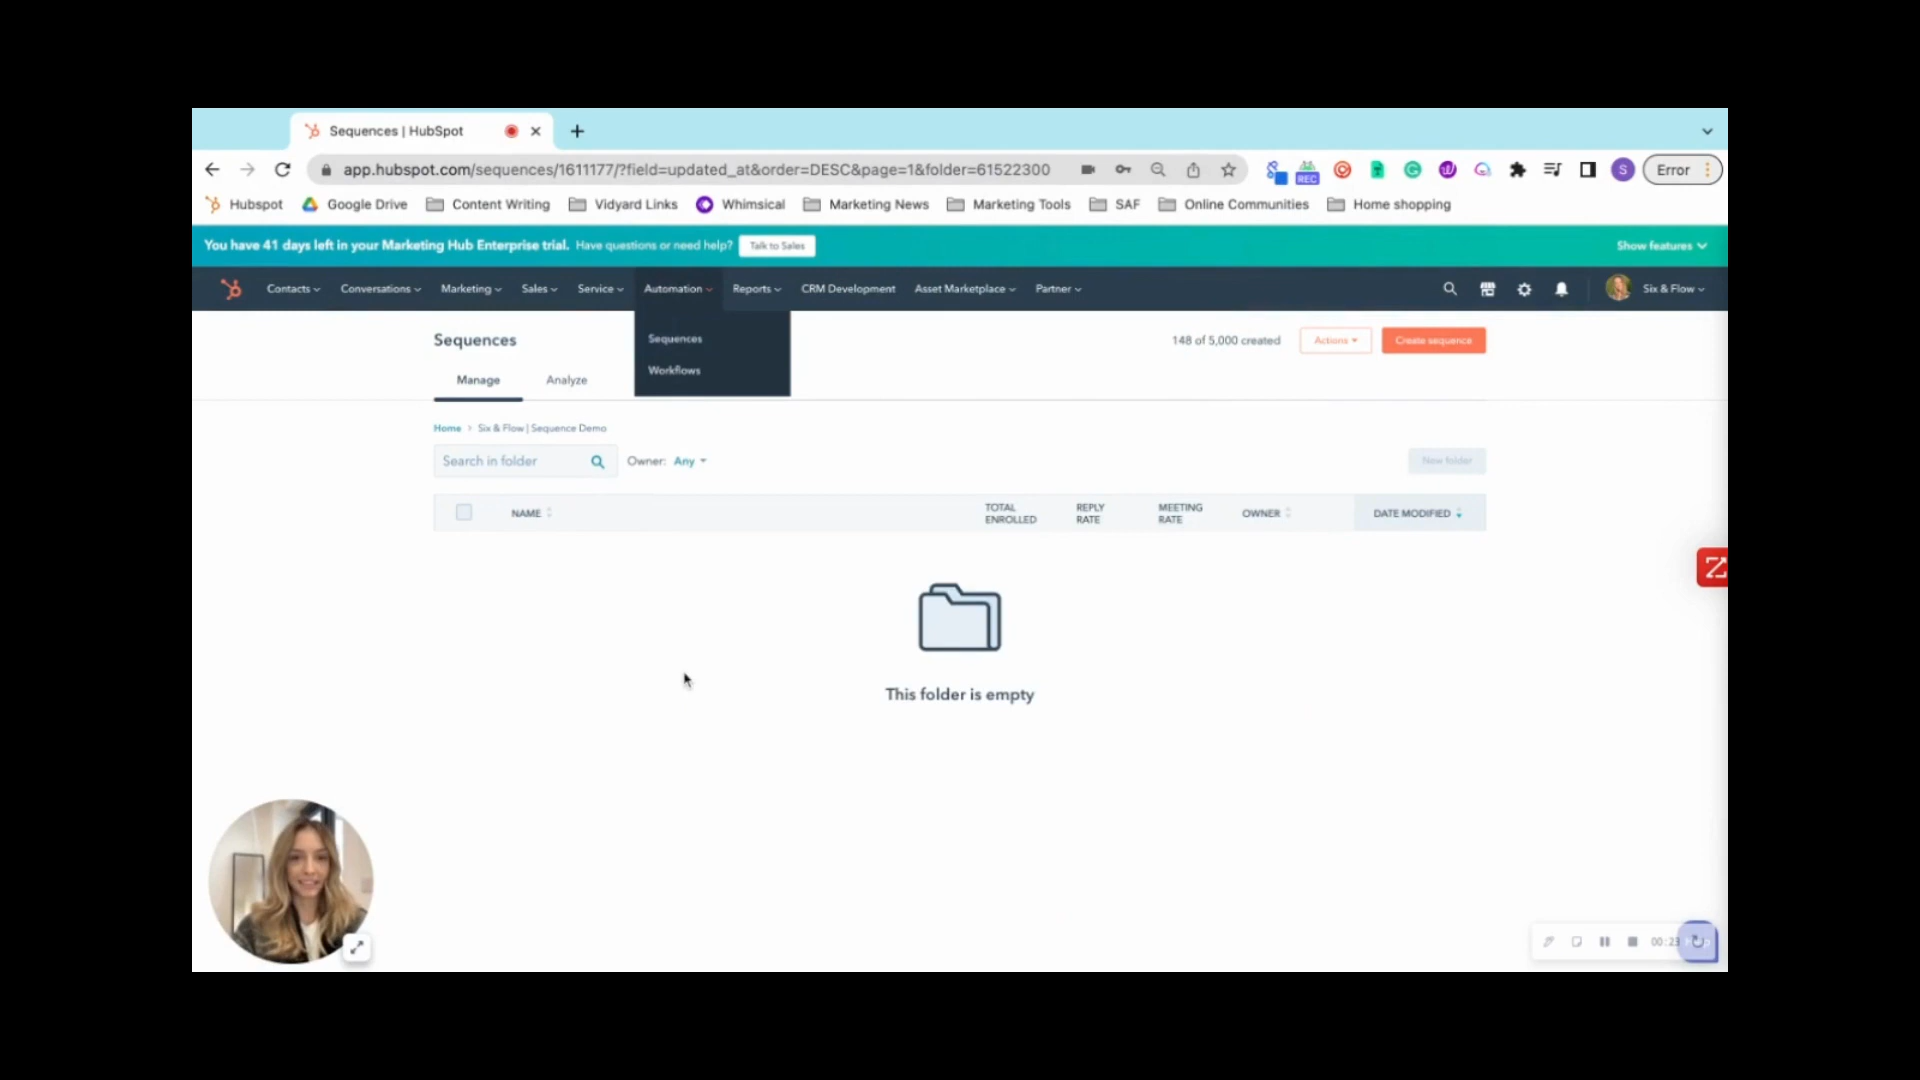 Sequences | HubSpot
app.hubspot.com/sequences/1611177/?field=updated_at&order=DESC&page=1&folder=61522300
REC
S
Error
Hubspot Google Drive Content Writing Vidyard Links Whimsical Marketing News Marketing Tools SAF Online Communities Home shopping
You have 41 days left in your Marketing Hub Enterprise trial. Have questions or need help? Talk to Sales Show features
Contacts Conversations Marketing Sales Service Automation Reports CRM Development Asset Marketplace Partner Six & Flow
Sequences
Workflows
Sequences
148 of 5,000 created Actions Create sequence
Manage Analyze
Home > Six & Flow | Sequence Demo
Search in folder Owner: Any New folder
NAME TOTAL ENROLLED REPLY RATE MEETING RATE OWNER DATE MODIFIED
This folder is empty
00:23